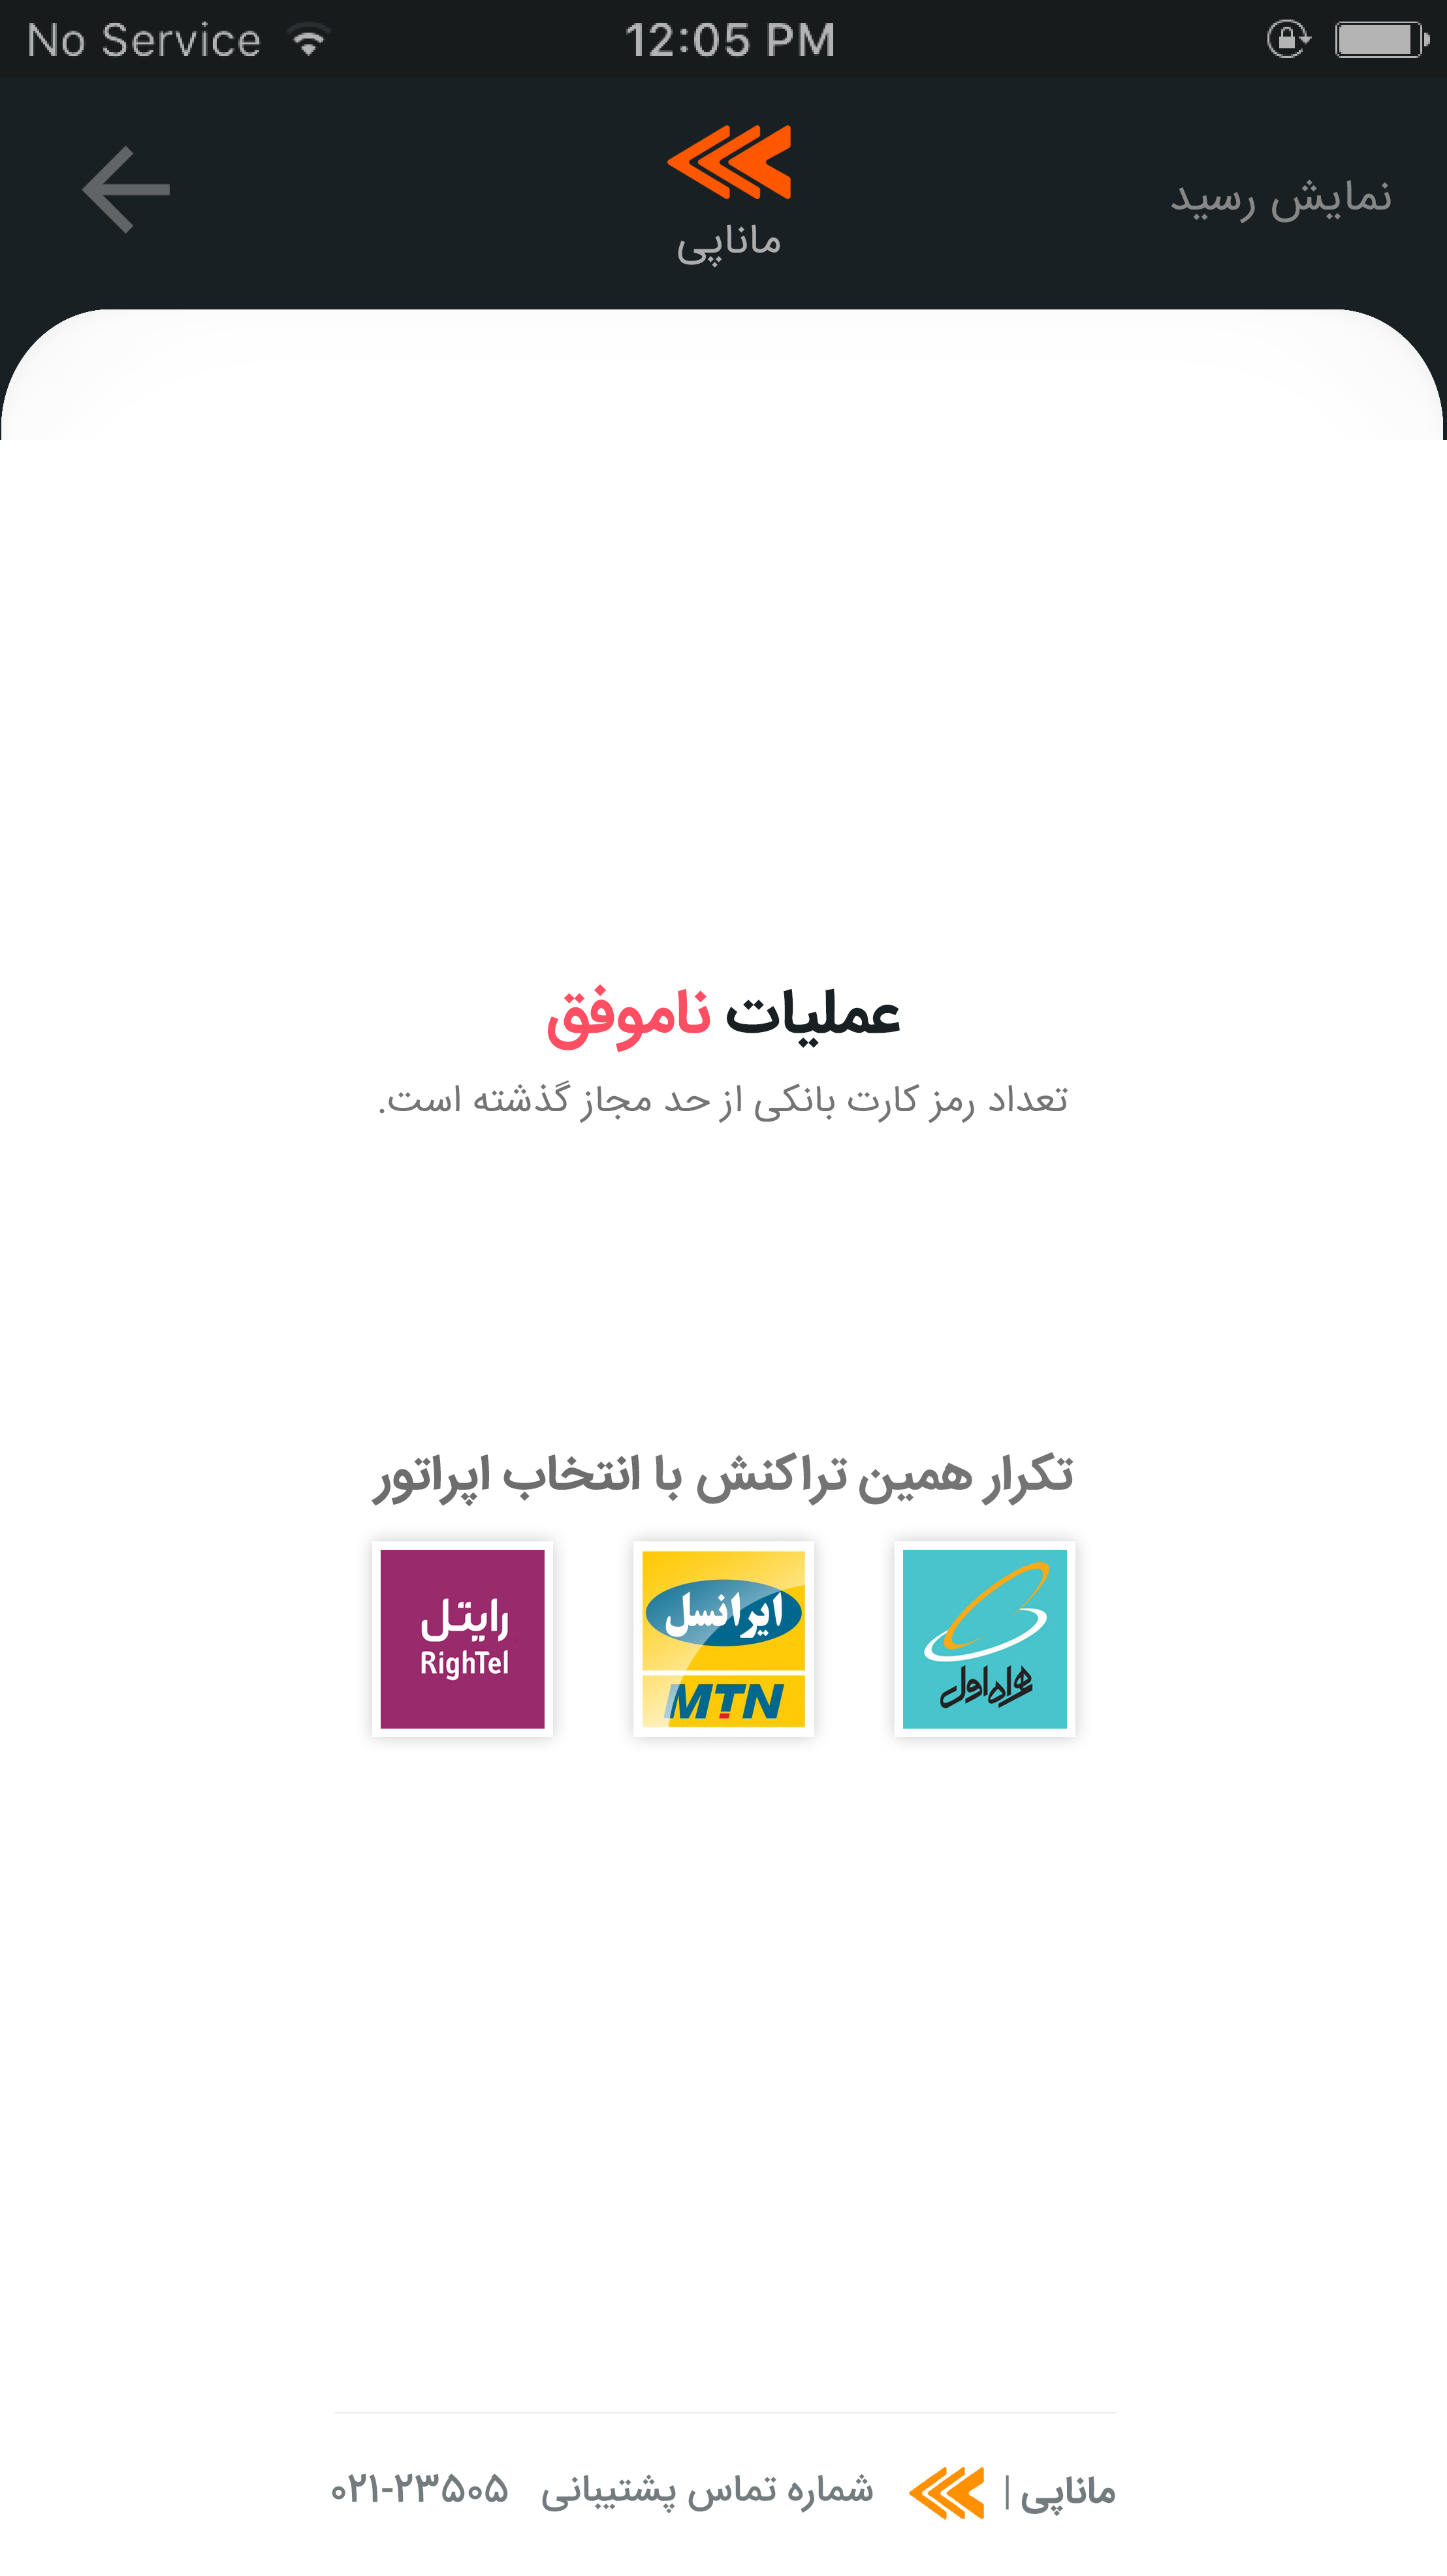 No Service 12:05 PM
نمایش رسید
ماناپی
عملیات ناموفق
تعداد رمز کارت بانکی از حد مجاز گذشته است.
تکرار همین تراکنش با انتخاب اپراتور
همراه اول
ایرانسل
MTN
رایتل
RighTel
ماناپی | شماره تماس پشتیبانی ۰۲۱-۲۳۵۰۵